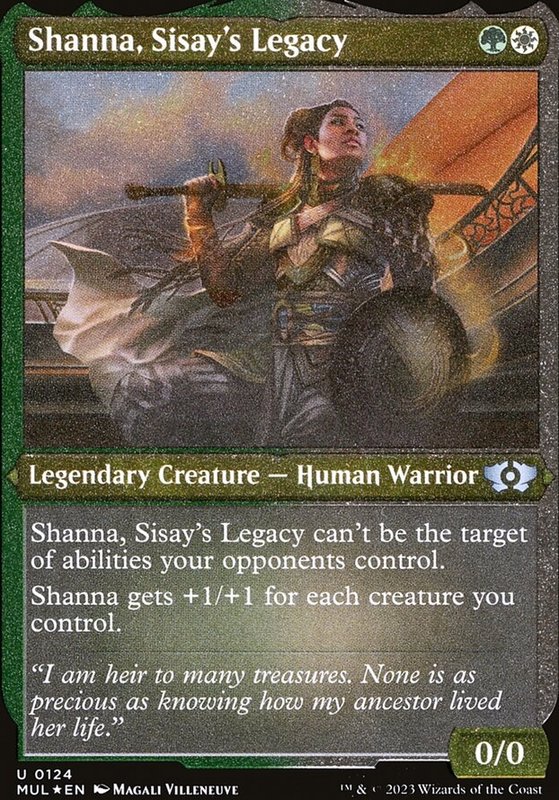 Shanna, Sisay's Legacy
Legendary Creature — Human Warrior
Shanna, Sisay's Legacy can't be the target
of abilities your opponents control.
Shanna gets +1/+1 for each creature you
control.
“I am heir to many treasures. None is as
precious as knowing how my ancestor lived
her life.”
0/0
U 0124
MUL★EN Magali Villeneuve
™ & © 2023 Wizards of the Coast